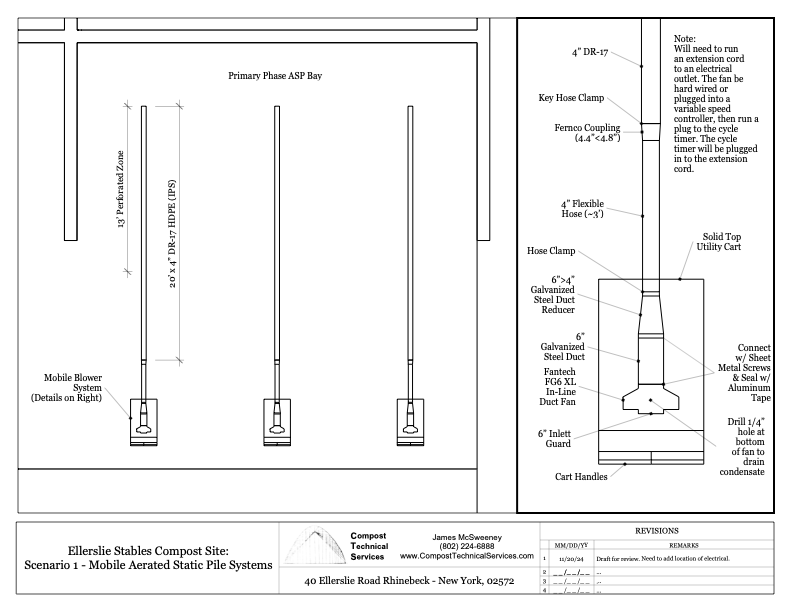 Primary Phase ASP Bay
13' Perforated Zone
20' x 4" DR-17 HDPE (IPS)
Mobile Blower
System
(Details on Right)
4" DR-17
Key Hose Clamp
Fernco Coupling
(4.4"<4.8")
4" Flexible
Hose (~3')
Hose Clamp
6">4"
Galvanized
Steel Duct
Reducer
6"
Galvanized
Steel Duct
Fantech
FG6 XL
In-Line
Duct Fan
6" Inlett
Guard
Cart Handles
Note:
Will need to run
an extension cord
to an electrical
outlet. The fan be
hard wired or
plugged into a
variable speed
controller, then run a
plug to the cycle
timer. The cycle
timer will be plugged
in to the extension
cord.
Solid Top
Utility Cart
Connect
w/ Sheet
Metal Screws
& Seal w/
Aluminum
Tape
Drill 1/4"
hole at
bottom
of fan to
drain
condensate
Ellerslie Stables Compost Site:
Scenario 1 - Mobile Aerated Static Pile Systems
Compost
Technical
Services
James McSweeney
(802) 224-6888
www.CompostTechnicalServices.com
40 Ellerslie Road Rhinebeck - New York, 02572
REVISIONS
MM/DD/YY REMARKS
1 11/20/24 Draft for review. Need to add location of electrical.
2 __/__/__ ...
3 __/__/__ ...
4 __/__/__ ...